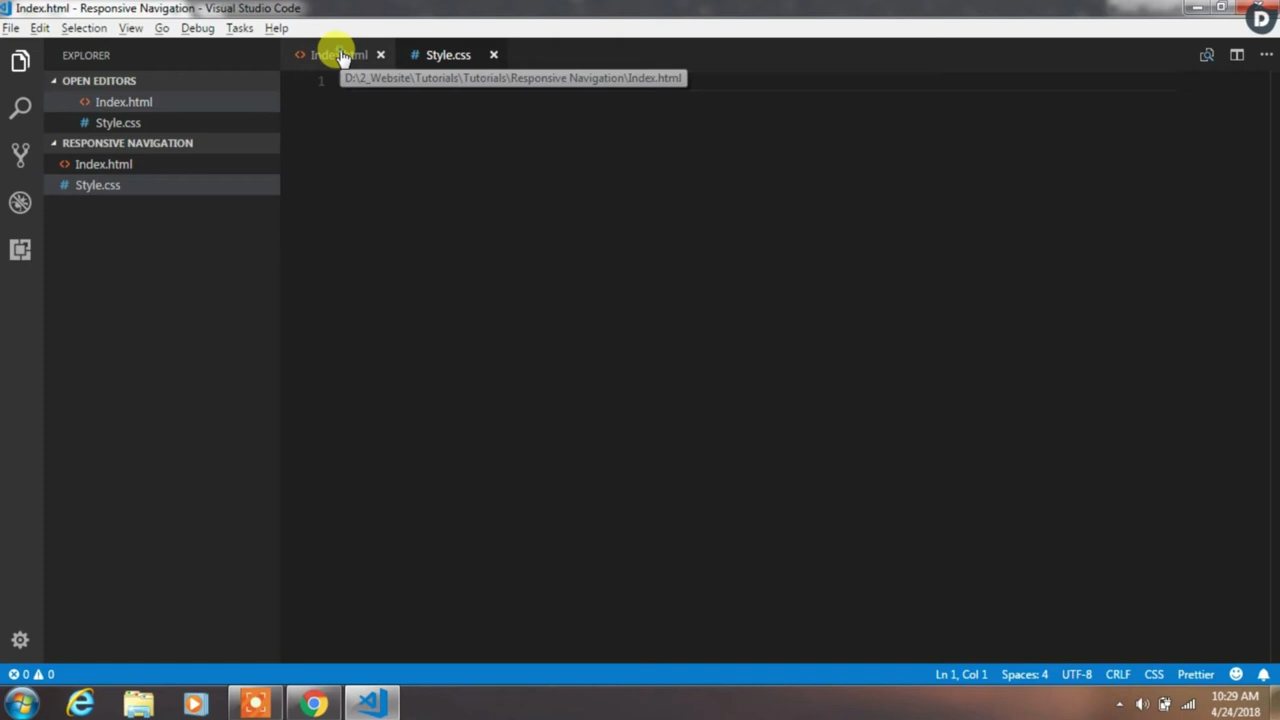 Index.html - Responsive Navigation - Visual Studio Code
File Edit Selection View Go Debug Tasks Help
EXPLORER
Index.html
Style.css
D:\2_Website\Tutorials\Tutorials\Responsive Navigation\Index.html
OPEN EDITORS
Index.html
Style.css
RESPONSIVE NAVIGATION
Index.html
Style.css
1
0 0
Ln 1, Col 1 Spaces: 4 UTF-8 CRLF CSS Prettier
10:29 AM
4/24/2018